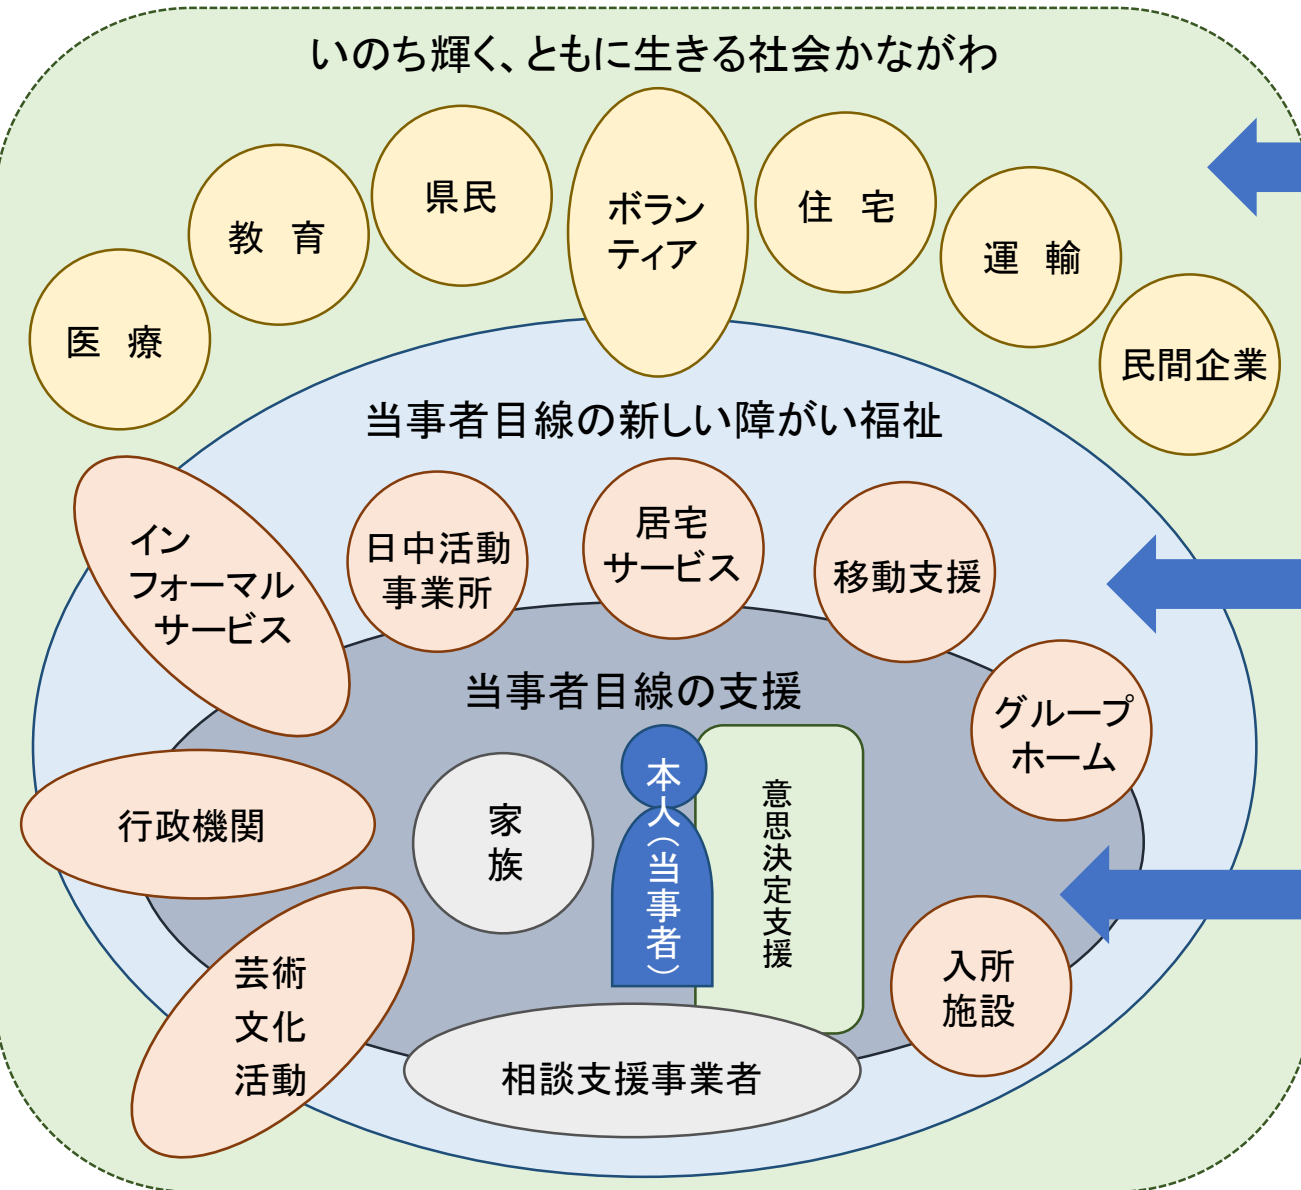 いのち輝く、ともに生きる社会かながわ
医　療
教　育
県民
ボラン
ティア
住　宅
運　輸
民間企業
当事者目線の新しい障がい福祉
イン
フォーマル
サービス
日中活動
事業所
居宅
サービス
移動支援
グループ
ホーム
当事者目線の支援
行政機関
家
族
本人（当事者）
意思決定支援
入所
施設
芸術
文化
活動
相談支援事業者